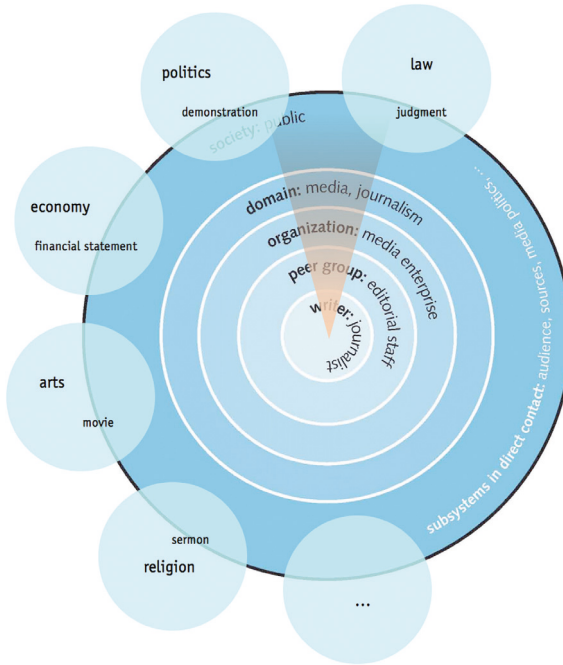 politics
demonstration
law
judgment
society: public
economy
financial statement
domain: media, journalism
organization: media enterprise
peer group: editorial staff
writer: journalist
subsystems in direct contact: audience, sources, media politics, ...
arts
movie
sermon
religion
...